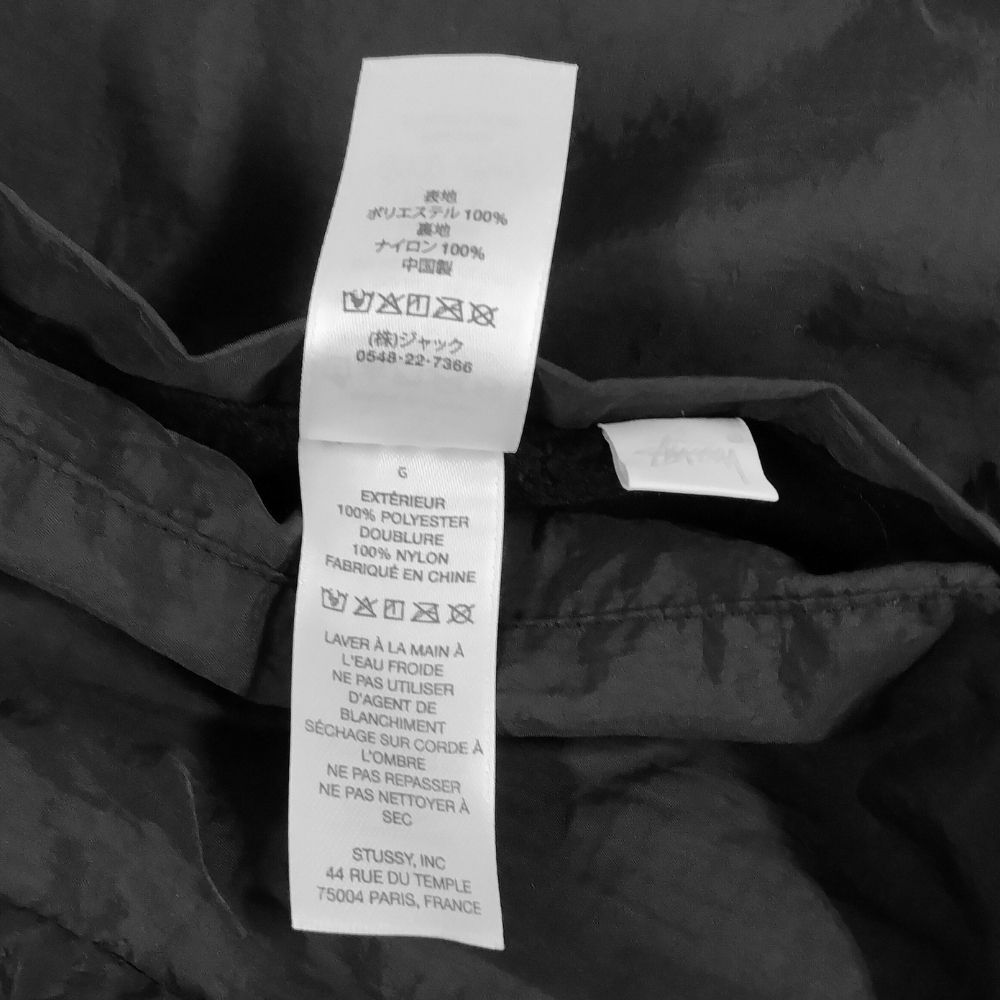 表地
ポリエステル 100%
裏地
ナイロン 100%
中国製
(株)ジャック
0548-22-7366
G
EXTÉRIEUR
100% POLYESTER
DOUBLURE
100% NYLON
FABRIQUÉ EN CHINE
LAVER À LA MAIN À
L'EAU FROIDE
NE PAS UTILISER
D'AGENT DE
BLANCHIMENT
SÉCHAGE SUR CORDE À
L'OMBRE
NE PAS REPASSER
NE PAS NETTOYER À
SEC
STUSSY, INC
44 RUE DU TEMPLE
75004 PARIS, FRANCE